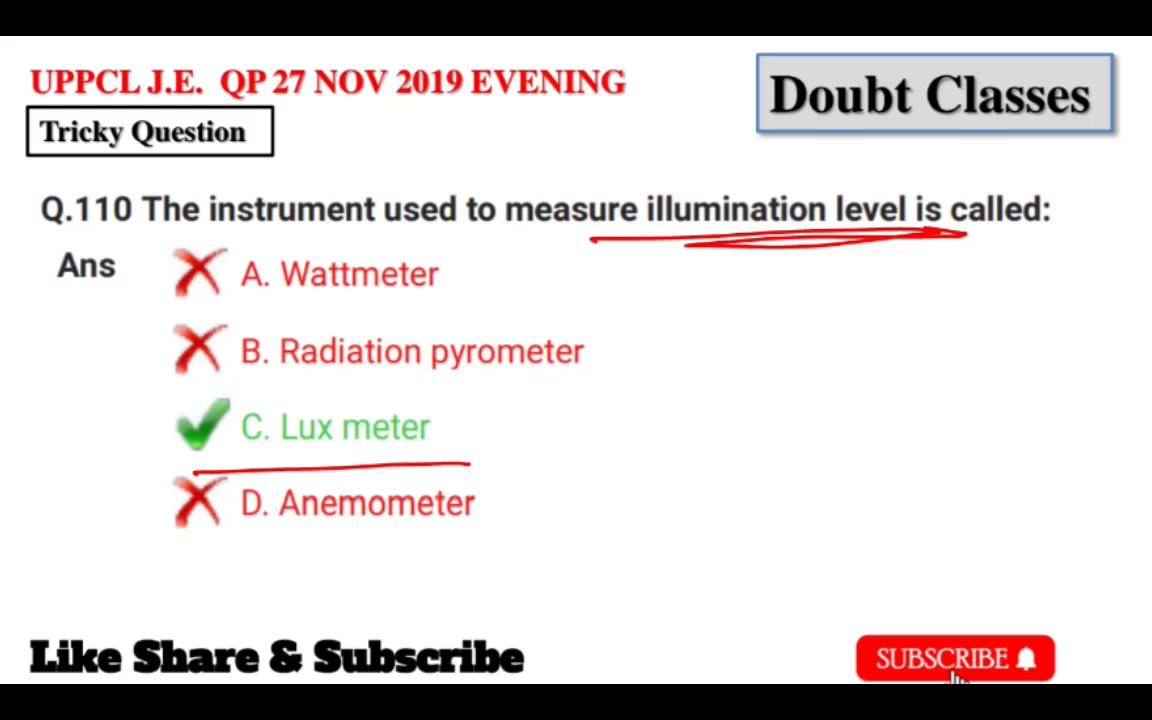 UPPCL J.E. QP 27 NOV 2019 EVENING
Doubt Classes
Tricky Question
Q.110 The instrument used to measure illumination level is called:
Ans
A. Wattmeter
B. Radiation pyrometer
C. Lux meter
D. Anemometer
Like Share & Subscribe
SUBSCRIBE